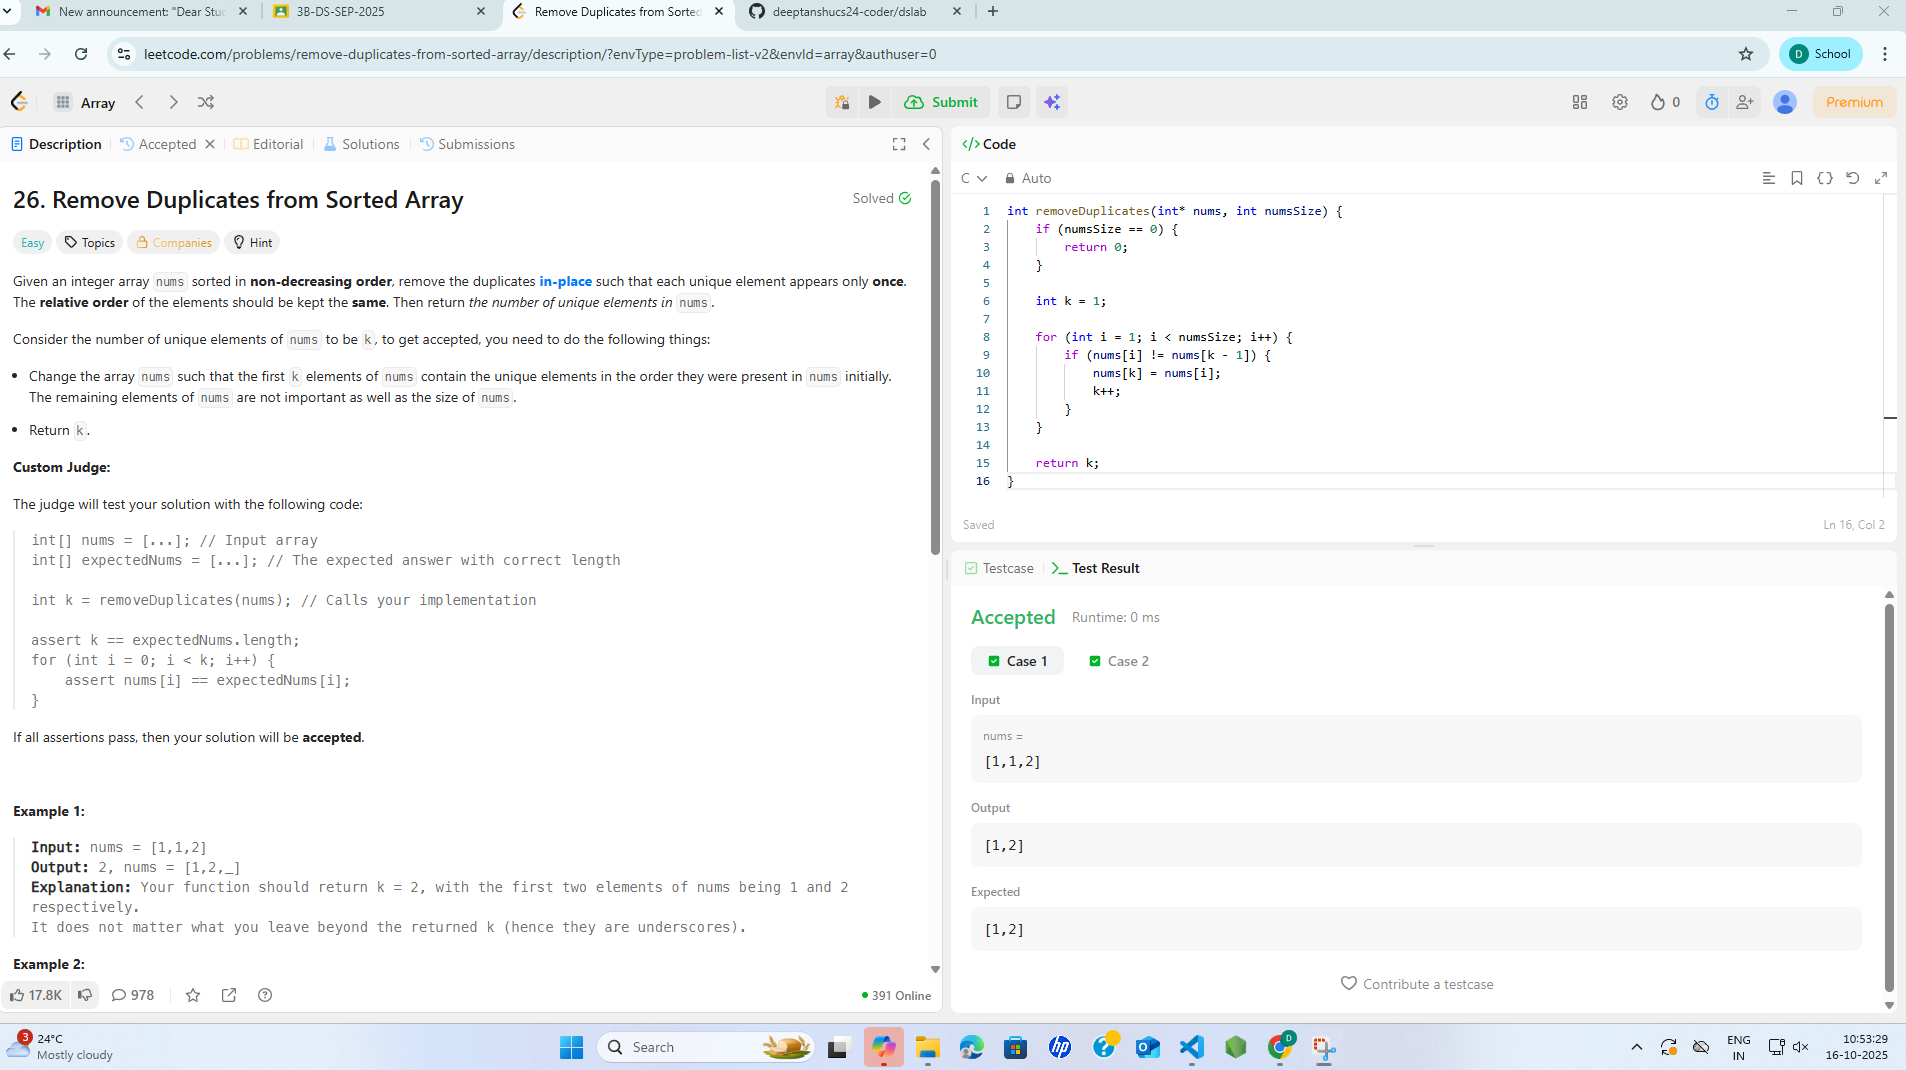 New announcement: "Dear Stuc
3B-DS-SEP-2025
Remove Duplicates from Sorted
deeptanshucs24-coder/dslab
leetcode.com/problems/remove-duplicates-from-sorted-array/description/?envType=problem-list-v2&envId=array&authuser=0
D School
Array
Submit
0
Premium
Description
Accepted
Editorial
Solutions
Submissions
26. Remove Duplicates from Sorted Array
Solved
Easy
Topics
Companies
Hint
Given an integer array nums sorted in non-decreasing order, remove the duplicates in-place such that each unique element appears only once.
The relative order of the elements should be kept the same. Then return the number of unique elements in nums.
Consider the number of unique elements of nums to be k, to get accepted, you need to do the following things:
• Change the array nums such that the first k elements of nums contain the unique elements in the order they were present in nums initially.
The remaining elements of nums are not important as well as the size of nums.
• Return k.
Custom Judge:
The judge will test your solution with the following code:
int[] nums = [...]; // Input array
int[] expectedNums = [...]; // The expected answer with correct length
int k = removeDuplicates(nums); // Calls your implementation
assert k == expectedNums.length;
for (int i = 0; i < k; i++) {
    assert nums[i] == expectedNums[i];
}
If all assertions pass, then your solution will be accepted.
Example 1:
Input: nums = [1,1,2]
Output: 2, nums = [1,2,_]
Explanation: Your function should return k = 2, with the first two elements of nums being 1 and 2
respectively.
It does not matter what you leave beyond the returned k (hence they are underscores).
Example 2:
17.8K
978
391 Online
</> Code
C
Auto
1 int removeDuplicates(int* nums, int numsSize) {
2     if (numsSize == 0) {
3         return 0;
4     }
5
6     int k = 1;
7
8     for (int i = 1; i < numsSize; i++) {
9         if (nums[i] != nums[k - 1]) {
10             nums[k] = nums[i];
11             k++;
12         }
13     }
14
15     return k;
16 }
Saved
Ln 16, Col 2
Testcase
Test Result
Accepted
Runtime: 0 ms
Case 1
Case 2
Input
nums =
[1,1,2]
Output
[1,2]
Expected
[1,2]
Contribute a testcase
3
24°C
Mostly cloudy
Search
hp
D
ENG
IN
10:53:29
16-10-2025